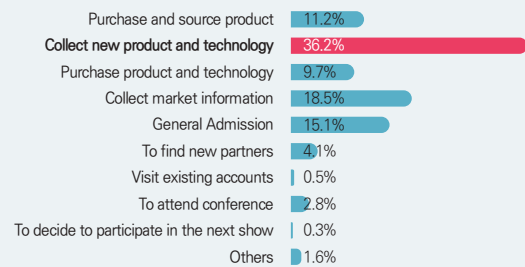 Purchase and source product 11.2%
Collect new product and technology 36.2%
Purchase product and technology 9.7%
Collect market information 18.5%
General Admission 15.1%
To find new partners 4.1%
Visit existing accounts 0.5%
To attend conference 2.8%
To decide to participate in the next show 0.3%
Others 1.6%